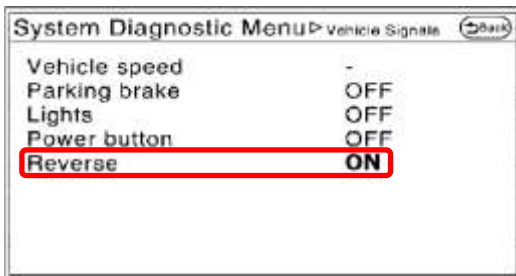 System Diagnostic Menu▷ Vehicle Signals ⮌Back
Vehicle speed -
Parking brake OFF
Lights OFF
Power button OFF
Reverse ON